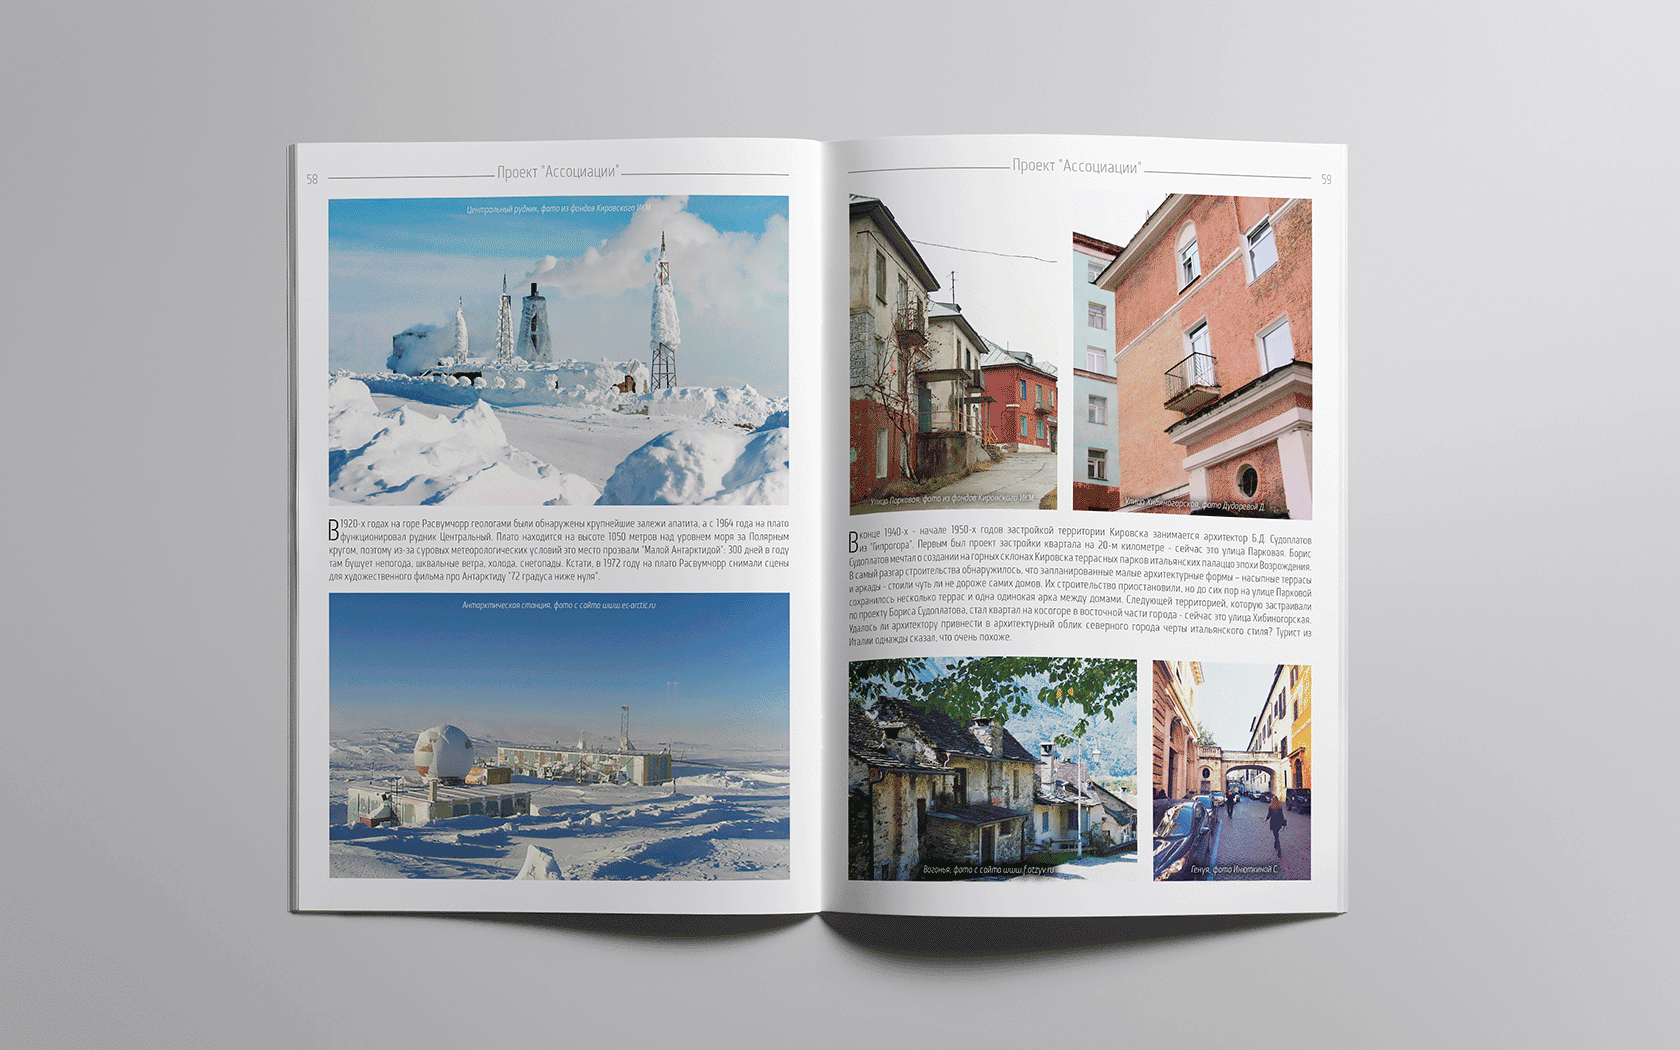 58
Проект "Ассоциации"
Центральный рудник, фото из фондов Кировского ИКМ
В 1920-х годах на горе Расвумчорр геологами были обнаружены крупнейшие залежи апатита, а с 1964 года на плато
функционировал рудник Центральный. Плато находится на высоте 1050 метров над уровнем моря за Полярным
кругом, поэтому из-за суровых метеорологических условий это место прозвали "Малой Антарктидой": 300 дней в году
там бушует непогода, шквальные ветра, холода, снегопады. Кстати, в 1972 году на плато Расвумчорр снимали сцены
для художественного фильма про Антарктиду "72 градуса ниже нуля".
Антарктическая станция, фото с сайта www.ec-arctic.ru
Проект "Ассоциации"
59
Улица Парковая, фото из фондов Кировского ИКМ
Улица Хибиногорская, фото Дудоревой Д.
В конце 1940-х - начале 1950-х годов застройкой территории Кировска занимается архитектор Б.Д. Судоплатов
из "Гипрогора". Первым был проект застройки квартала на 20-м километре - сейчас это улица Парковая. Борис
Судоплатов мечтал о создании на горных склонах Кировска террасных парков итальянских палаццо эпохи Возрождения.
В самый разгар строительства обнаружилось, что запланированные малые архитектурные формы – насыпные террасы
и аркады - стоили чуть ли не дороже самих домов. Их строительство приостановили, но до сих пор на улице Парковой
сохранилось несколько террас и одна одинокая арка между домами. Следующей территорией, которую застраивали
по проекту Бориса Судоплатова, стал квартал на косогоре в восточной части города - сейчас это улица Хибиногорская.
Удалось ли архитектору привнести в архитектурный облик северного города черты итальянского стиля? Турист из
Италии однажды сказал, что очень похоже.
Вогонья, фото с сайта www.f.otzyv.ru
Генуя, фото Инюткиной С.